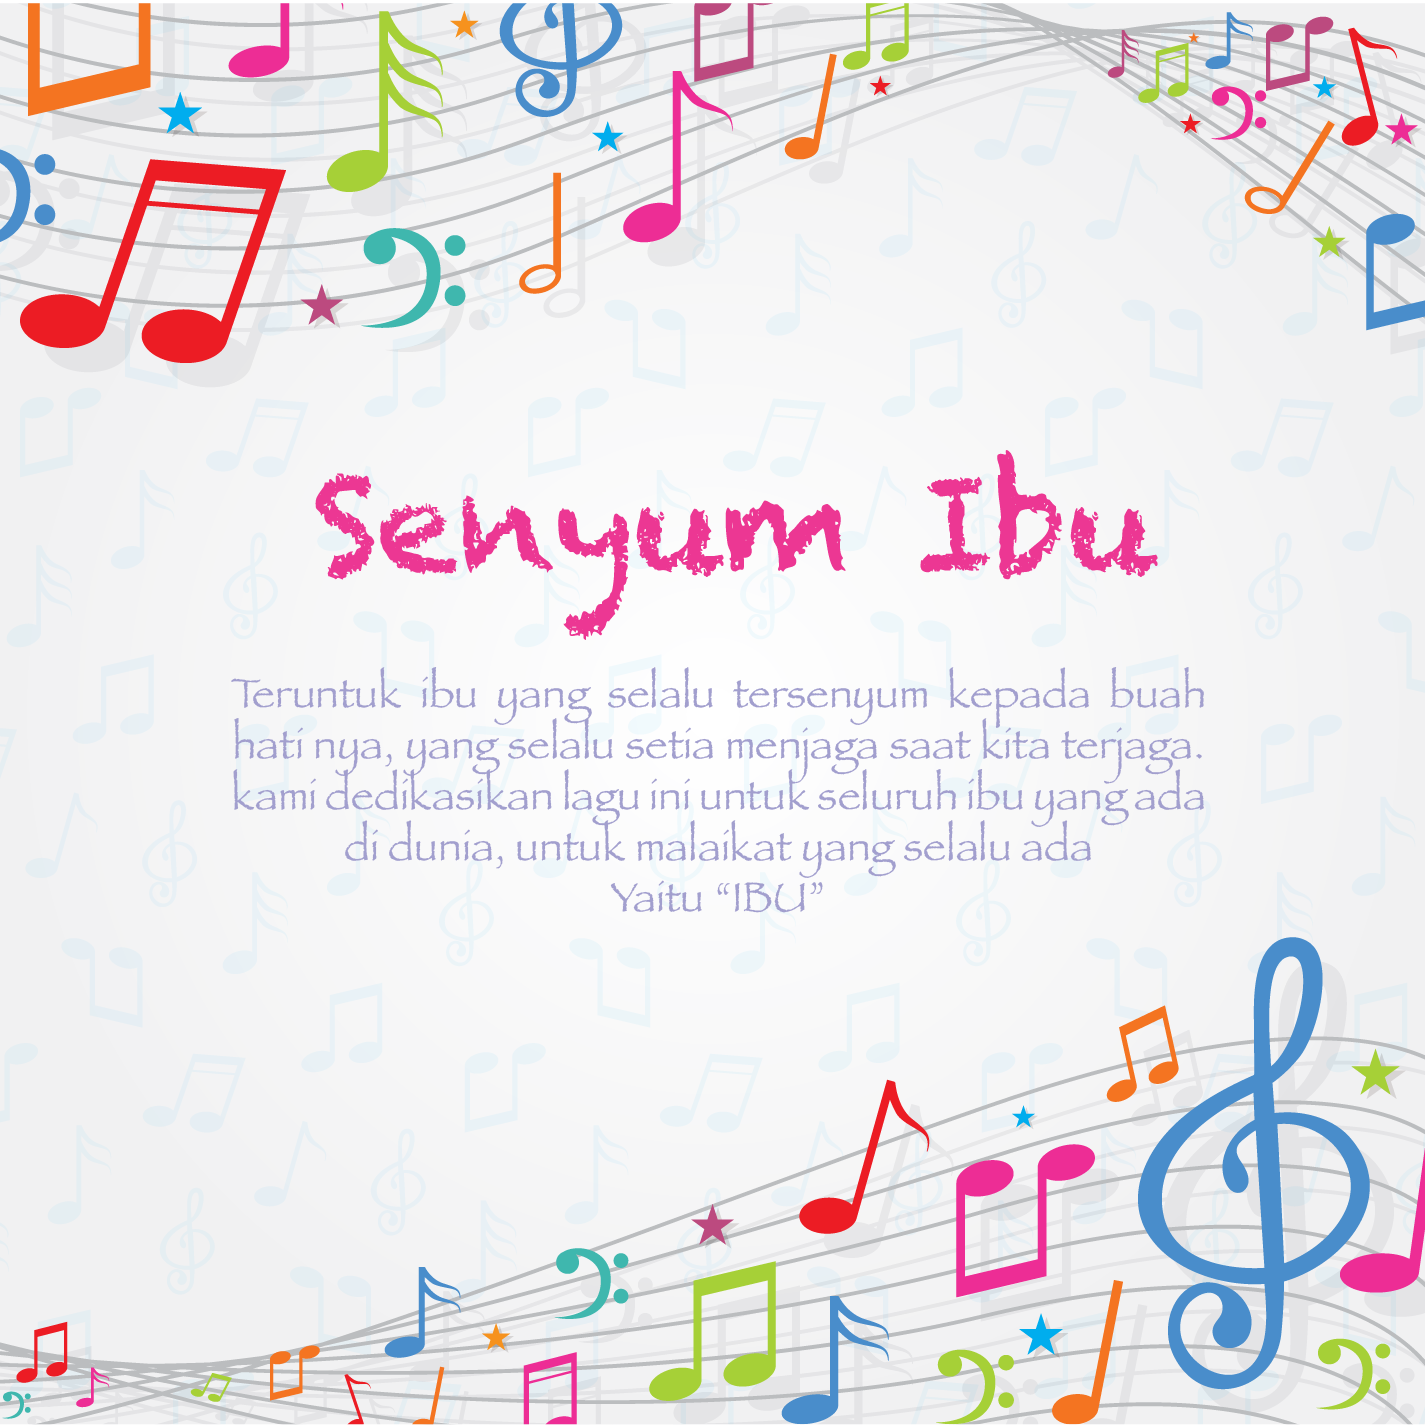 Senyum Ibu
Teruntuk ibu yang selalu tersenyum kepada buah
hati nya, yang selalu setia menjaga saat kita terjaga.
kami dedikasikan lagu ini untuk seluruh ibu yang ada
di dunia, untuk malaikat yang selalu ada
Yaitu “IBU”